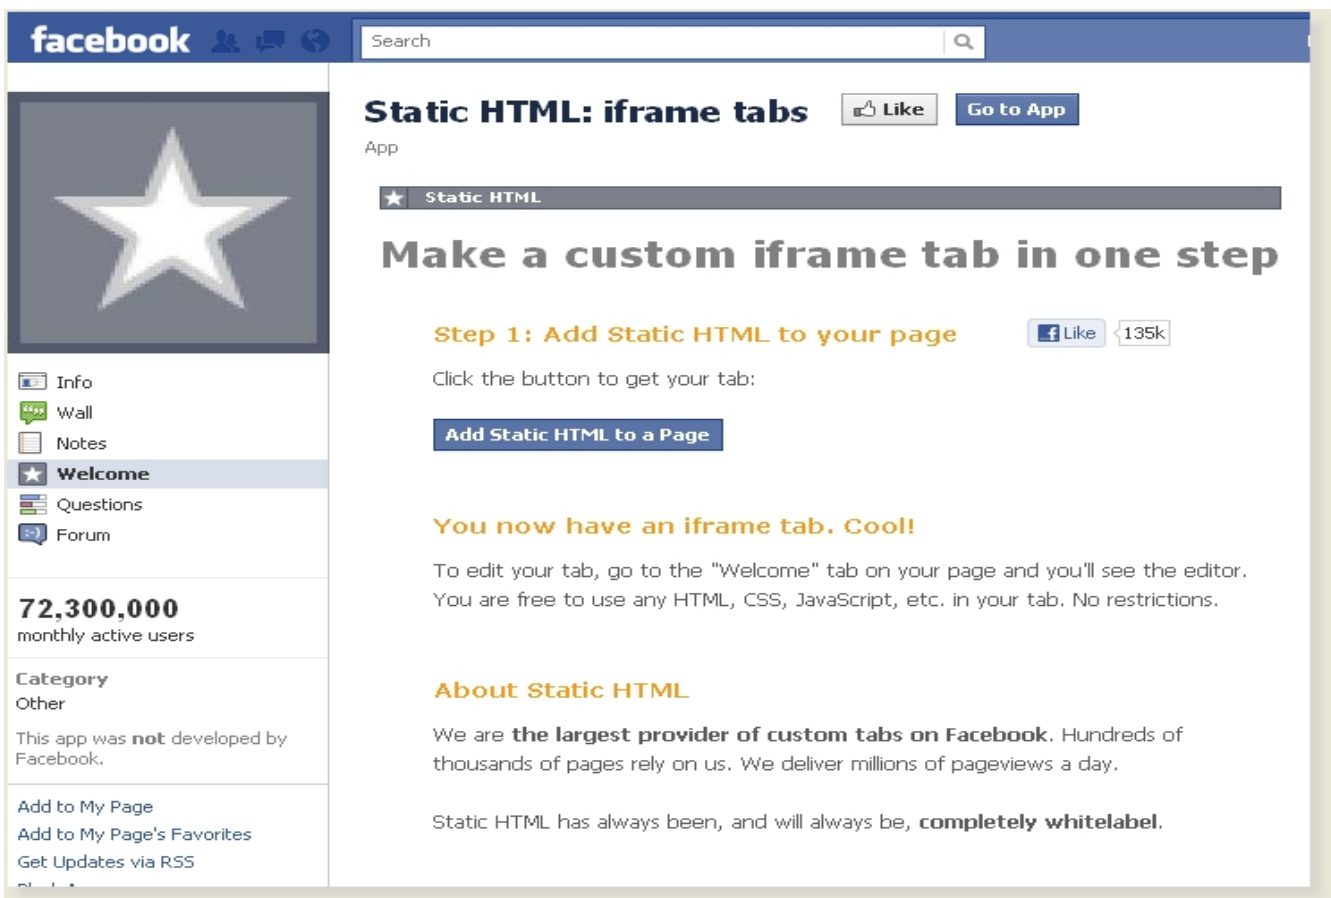 facebook
Search
Static HTML: iframe tabs
Like
Go to App
App
Static HTML
Make a custom iframe tab in one step
Step 1: Add Static HTML to your page
Like
135k
Click the button to get your tab:
Add Static HTML to a Page
You now have an iframe tab. Cool!
To edit your tab, go to the "Welcome" tab on your page and you'll see the editor.
You are free to use any HTML, CSS, JavaScript, etc. in your tab. No restrictions.
About Static HTML
We are the largest provider of custom tabs on Facebook. Hundreds of
thousands of pages rely on us. We deliver millions of pageviews a day.
Static HTML has always been, and will always be, completely whitelabel.
Info
Wall
Notes
Welcome
Questions
Forum
72,300,000
monthly active users
Category
Other
This app was not developed by
Facebook.
Add to My Page
Add to My Page's Favorites
Get Updates via RSS